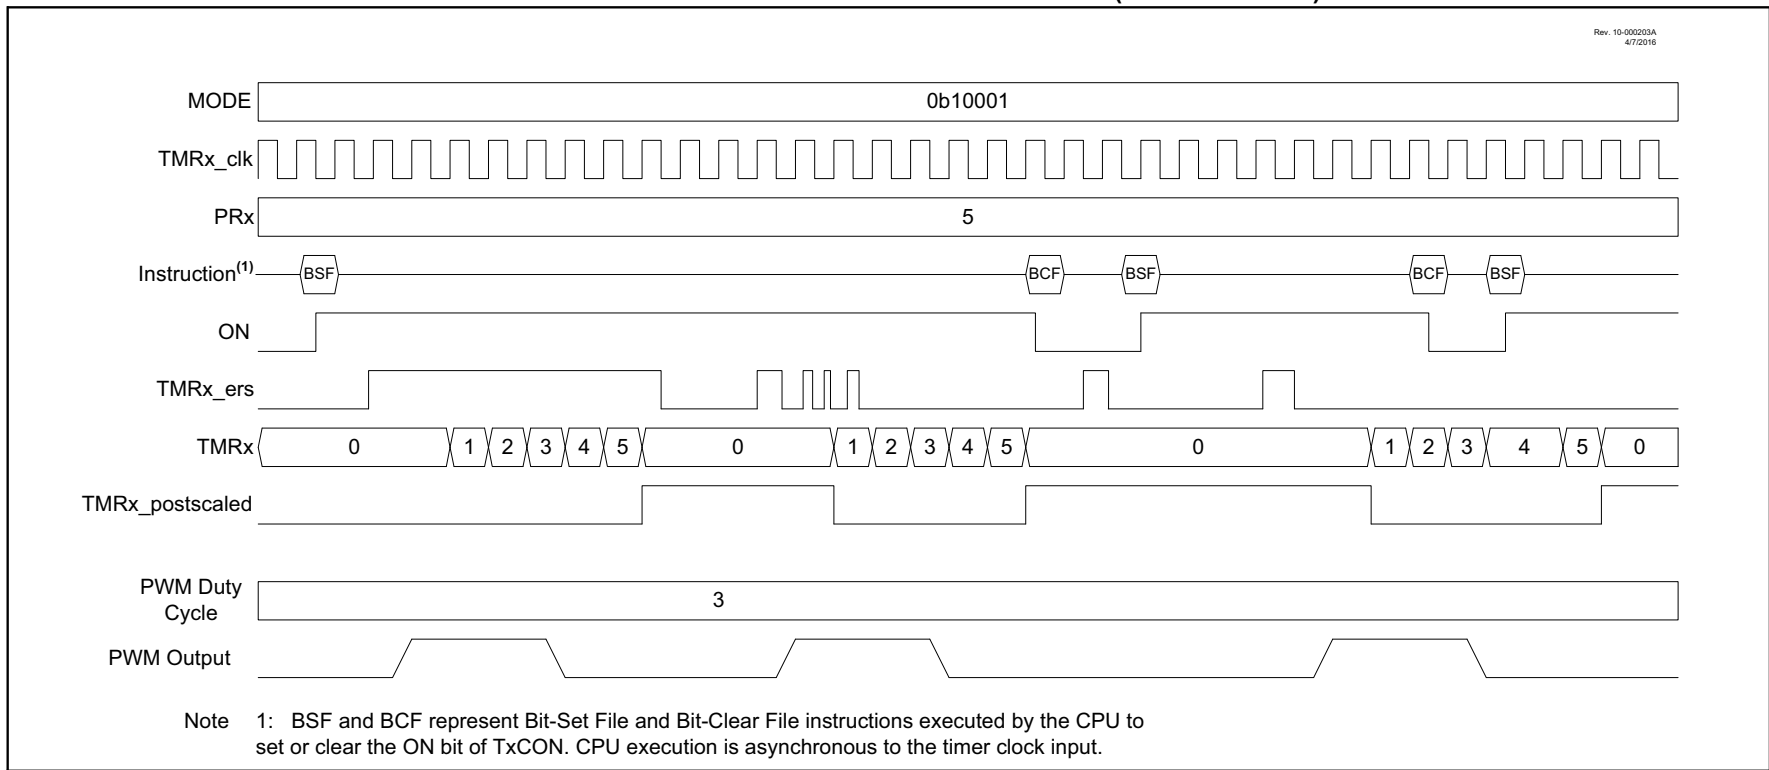 Rev. 10-000203A
4/7/2016
MODE 0b10001
TMRx_clk
PRx 5
Instruction(1) BSF BCF BSF BCF BSF
ON
TMRx_ers
TMRx 0 1 2 3 4 5 0 1 2 3 4 5 0 1 2 3 4 5 0
TMRx_postscaled
PWM Duty
Cycle 3
PWM Output
Note 1: BSF and BCF represent Bit-Set File and Bit-Clear File instructions executed by the CPU to
set or clear the ON bit of TxCON. CPU execution is asynchronous to the timer clock input.